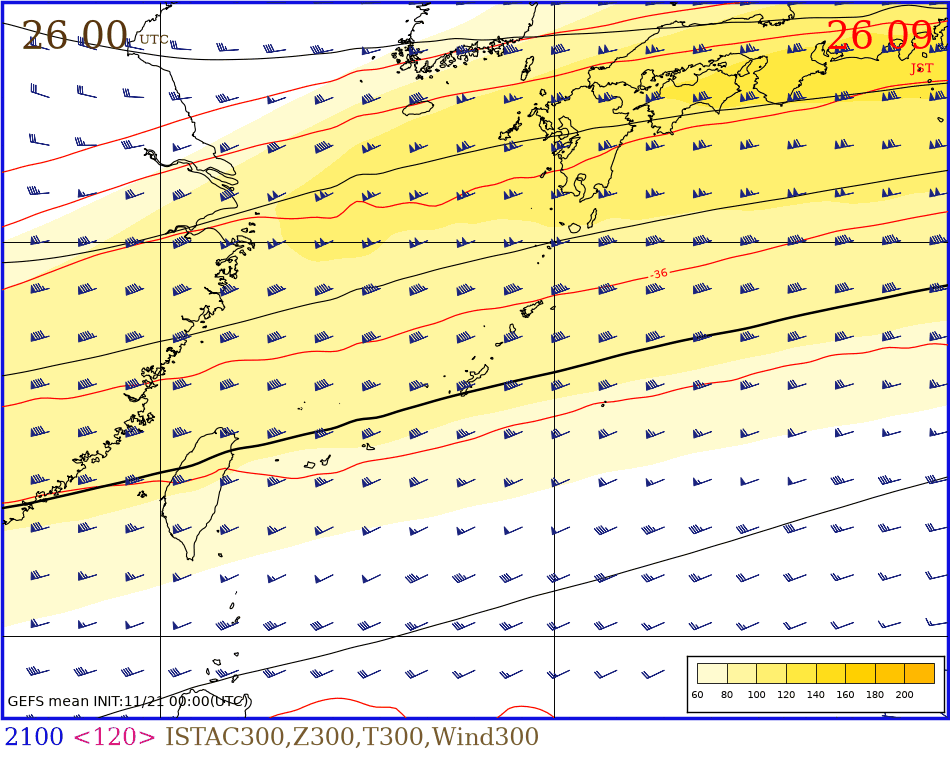 26 00 UTC
26 09
JST
-36
60 80 100 120 140 160 180 200
GEFS mean INIT:11/21 00:00(UTC)
2100 <120> ISTAC300,Z300,T300,Wind300